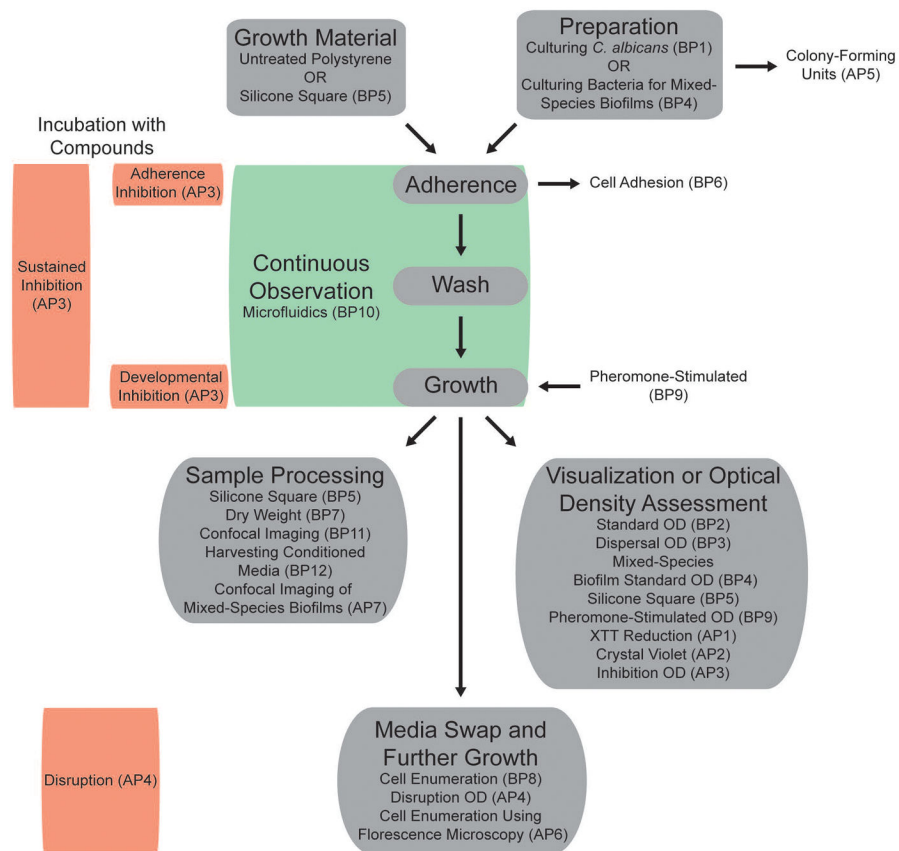 Growth Material
Untreated Polystyrene
OR
Silicone Square (BP5)
Preparation
Culturing C. albicans (BP1)
OR
Culturing Bacteria for Mixed-
Species Biofilms (BP4)
Colony-Forming
Units (AP5)
Incubation with
Compounds
Adherence
Inhibition (AP3)
Sustained
Inhibition
(AP3)
Developmental
Inhibition (AP3)
Continuous
Observation
Microfluidics (BP10)
Adherence
Cell Adhesion (BP6)
Wash
Growth
Pheromone-Stimulated
(BP9)
Sample Processing
Silicone Square (BP5)
Dry Weight (BP7)
Confocal Imaging (BP11)
Harvesting Conditioned
Media (BP12)
Confocal Imaging of
Mixed-Species Biofilms (AP7)
Visualization or Optical
Density Assessment
Standard OD (BP2)
Dispersal OD (BP3)
Mixed-Species
Biofilm Standard OD (BP4)
Silicone Square (BP5)
Pheromone-Stimulated OD (BP9)
XTT Reduction (AP1)
Crystal Violet (AP2)
Inhibition OD (AP3)
Disruption (AP4)
Media Swap and
Further Growth
Cell Enumeration (BP8)
Disruption OD (AP4)
Cell Enumeration Using
Florescence Microscopy (AP6)